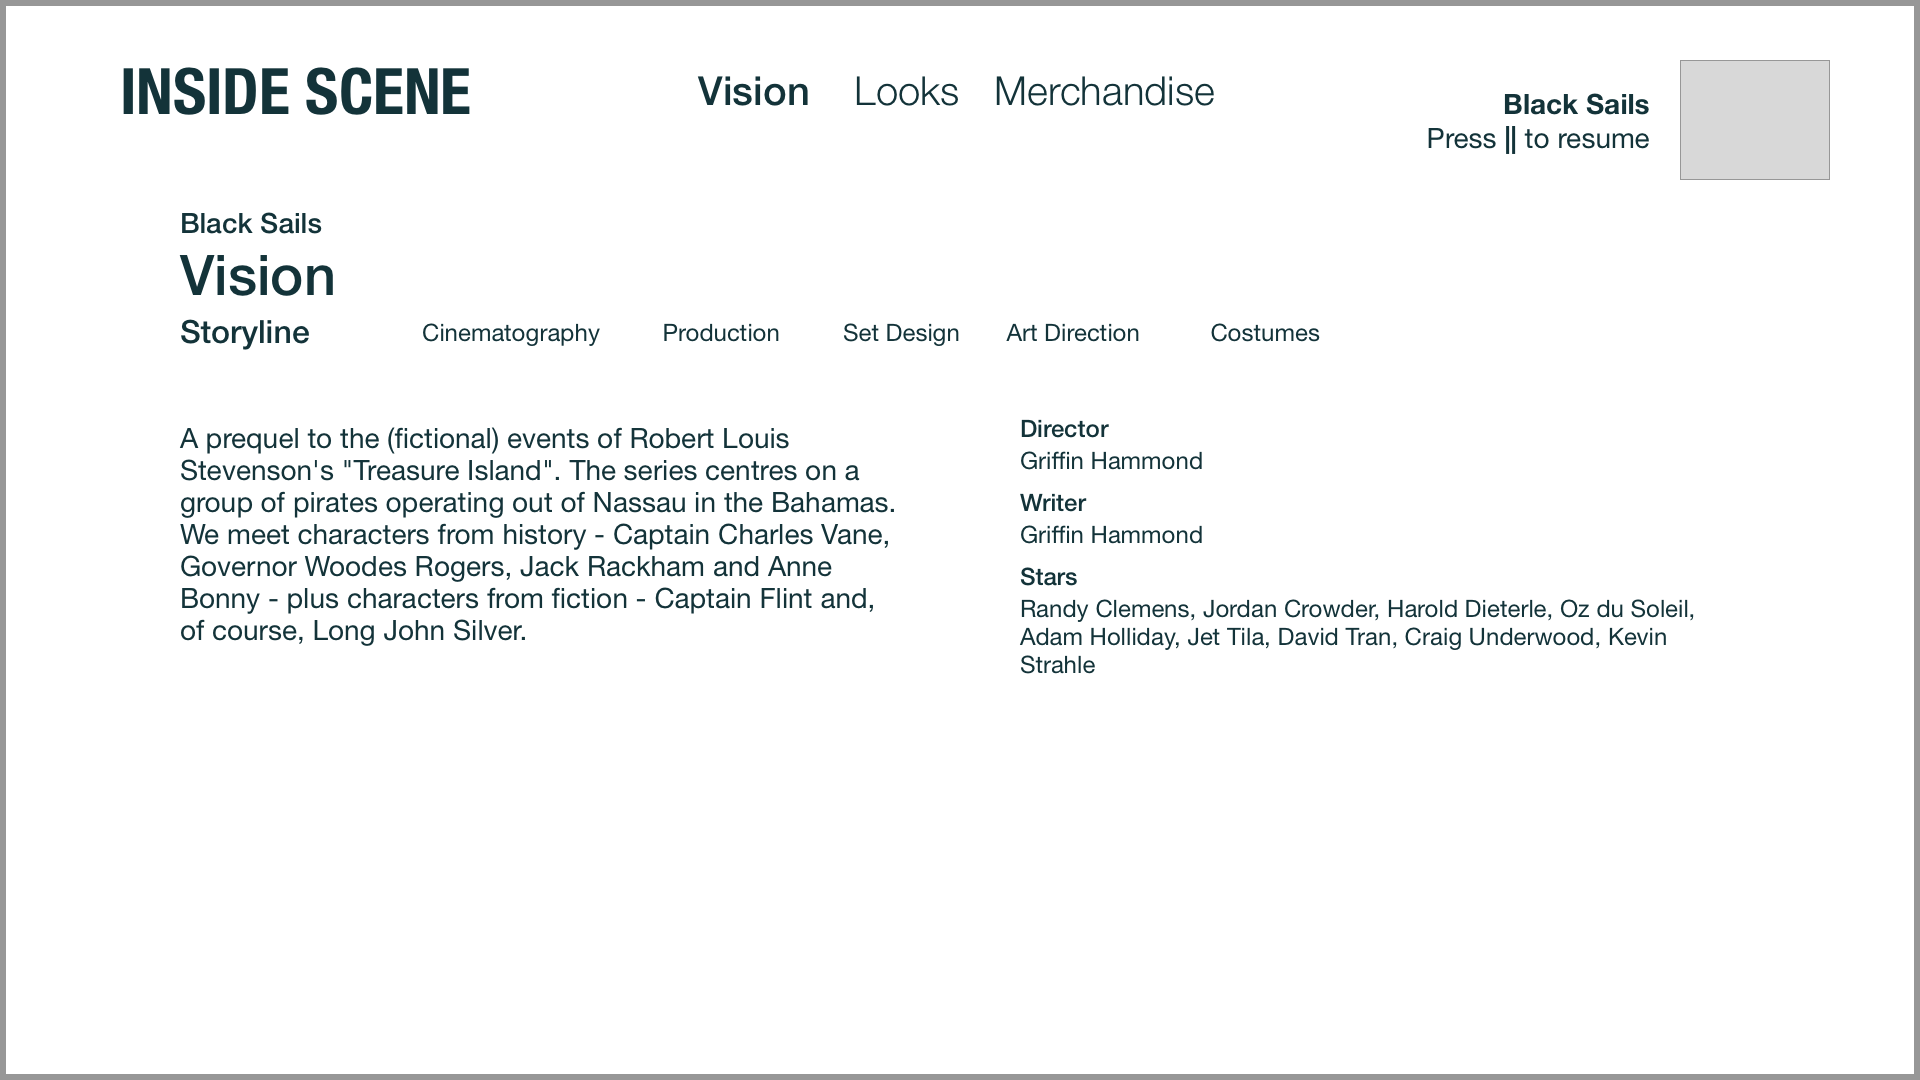 INSIDE SCENE
Vision Looks Merchandise
Black Sails
Press || to resume
Black Sails
Vision
Storyline Cinematography Production Set Design Art Direction Costumes
A prequel to the (fictional) events of Robert Louis
Stevenson's "Treasure Island". The series centres on a
group of pirates operating out of Nassau in the Bahamas.
We meet characters from history - Captain Charles Vane,
Governor Woodes Rogers, Jack Rackham and Anne
Bonny - plus characters from fiction - Captain Flint and,
of course, Long John Silver.
Director
Griffin Hammond
Writer
Griffin Hammond
Stars
Randy Clemens, Jordan Crowder, Harold Dieterle, Oz du Soleil,
Adam Holliday, Jet Tila, David Tran, Craig Underwood, Kevin
Strahle